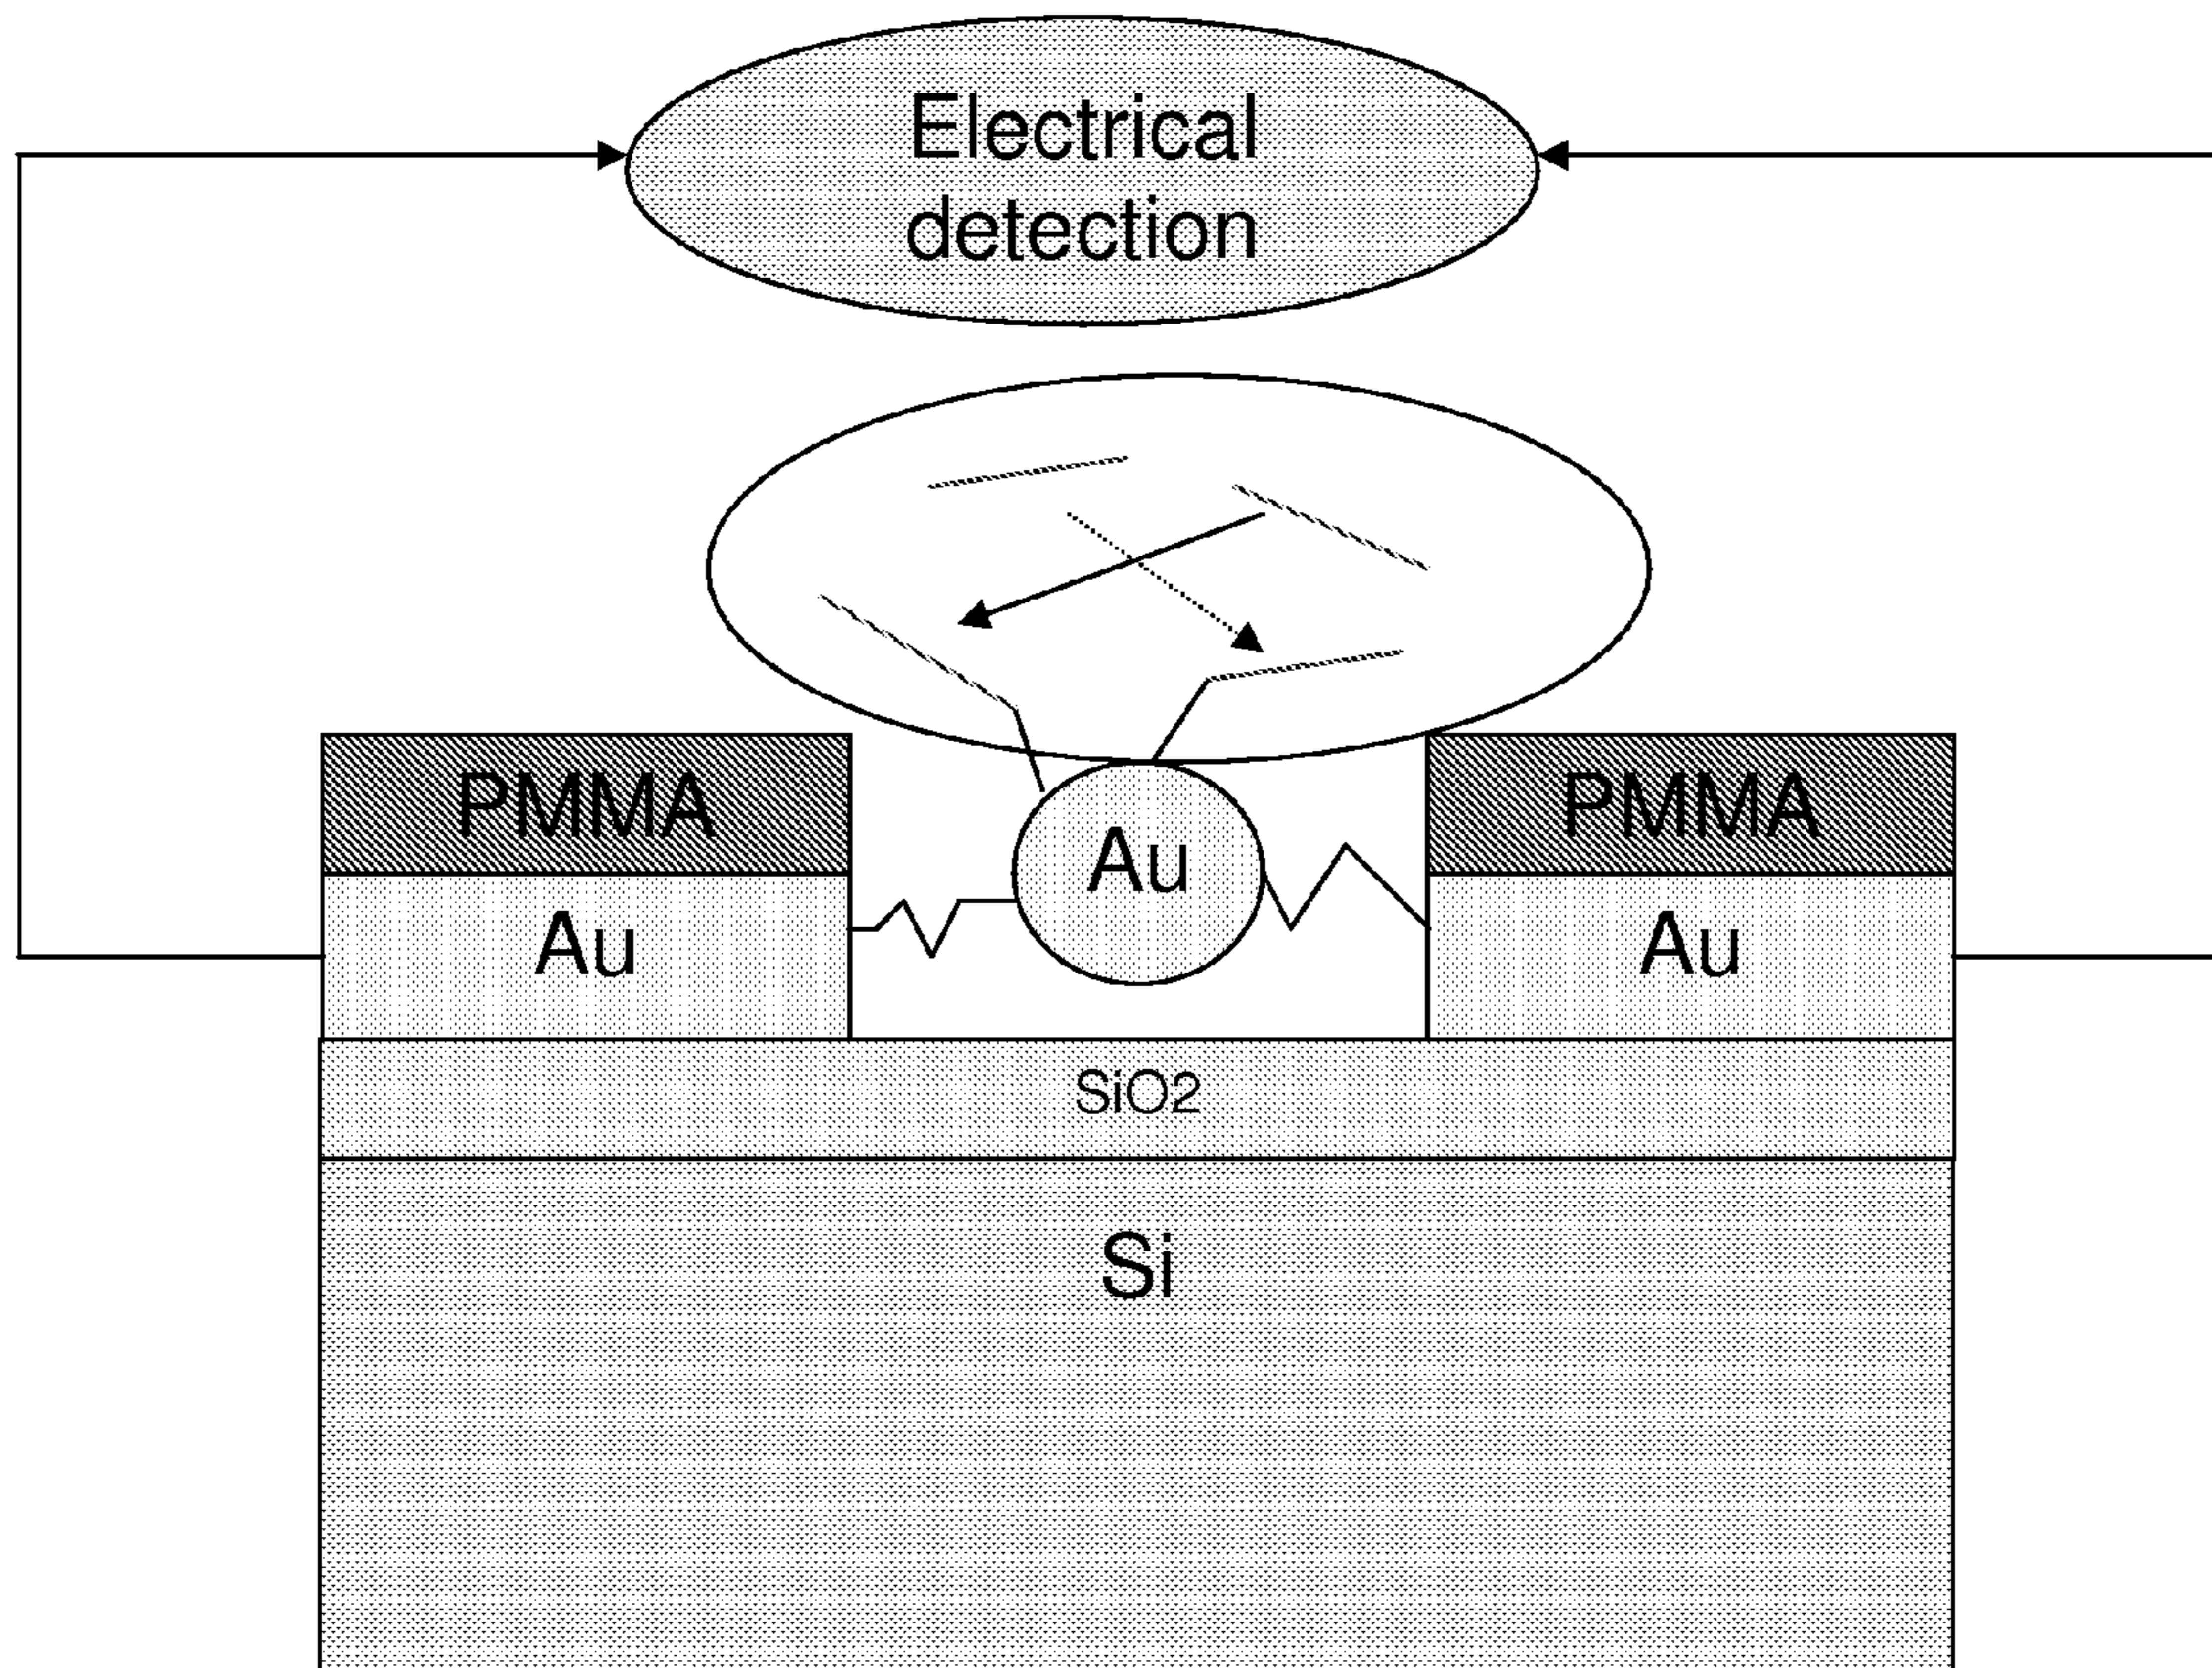 Electrical
detection
PMMA
PMMA
Au
Au
Au
SiO2
Si